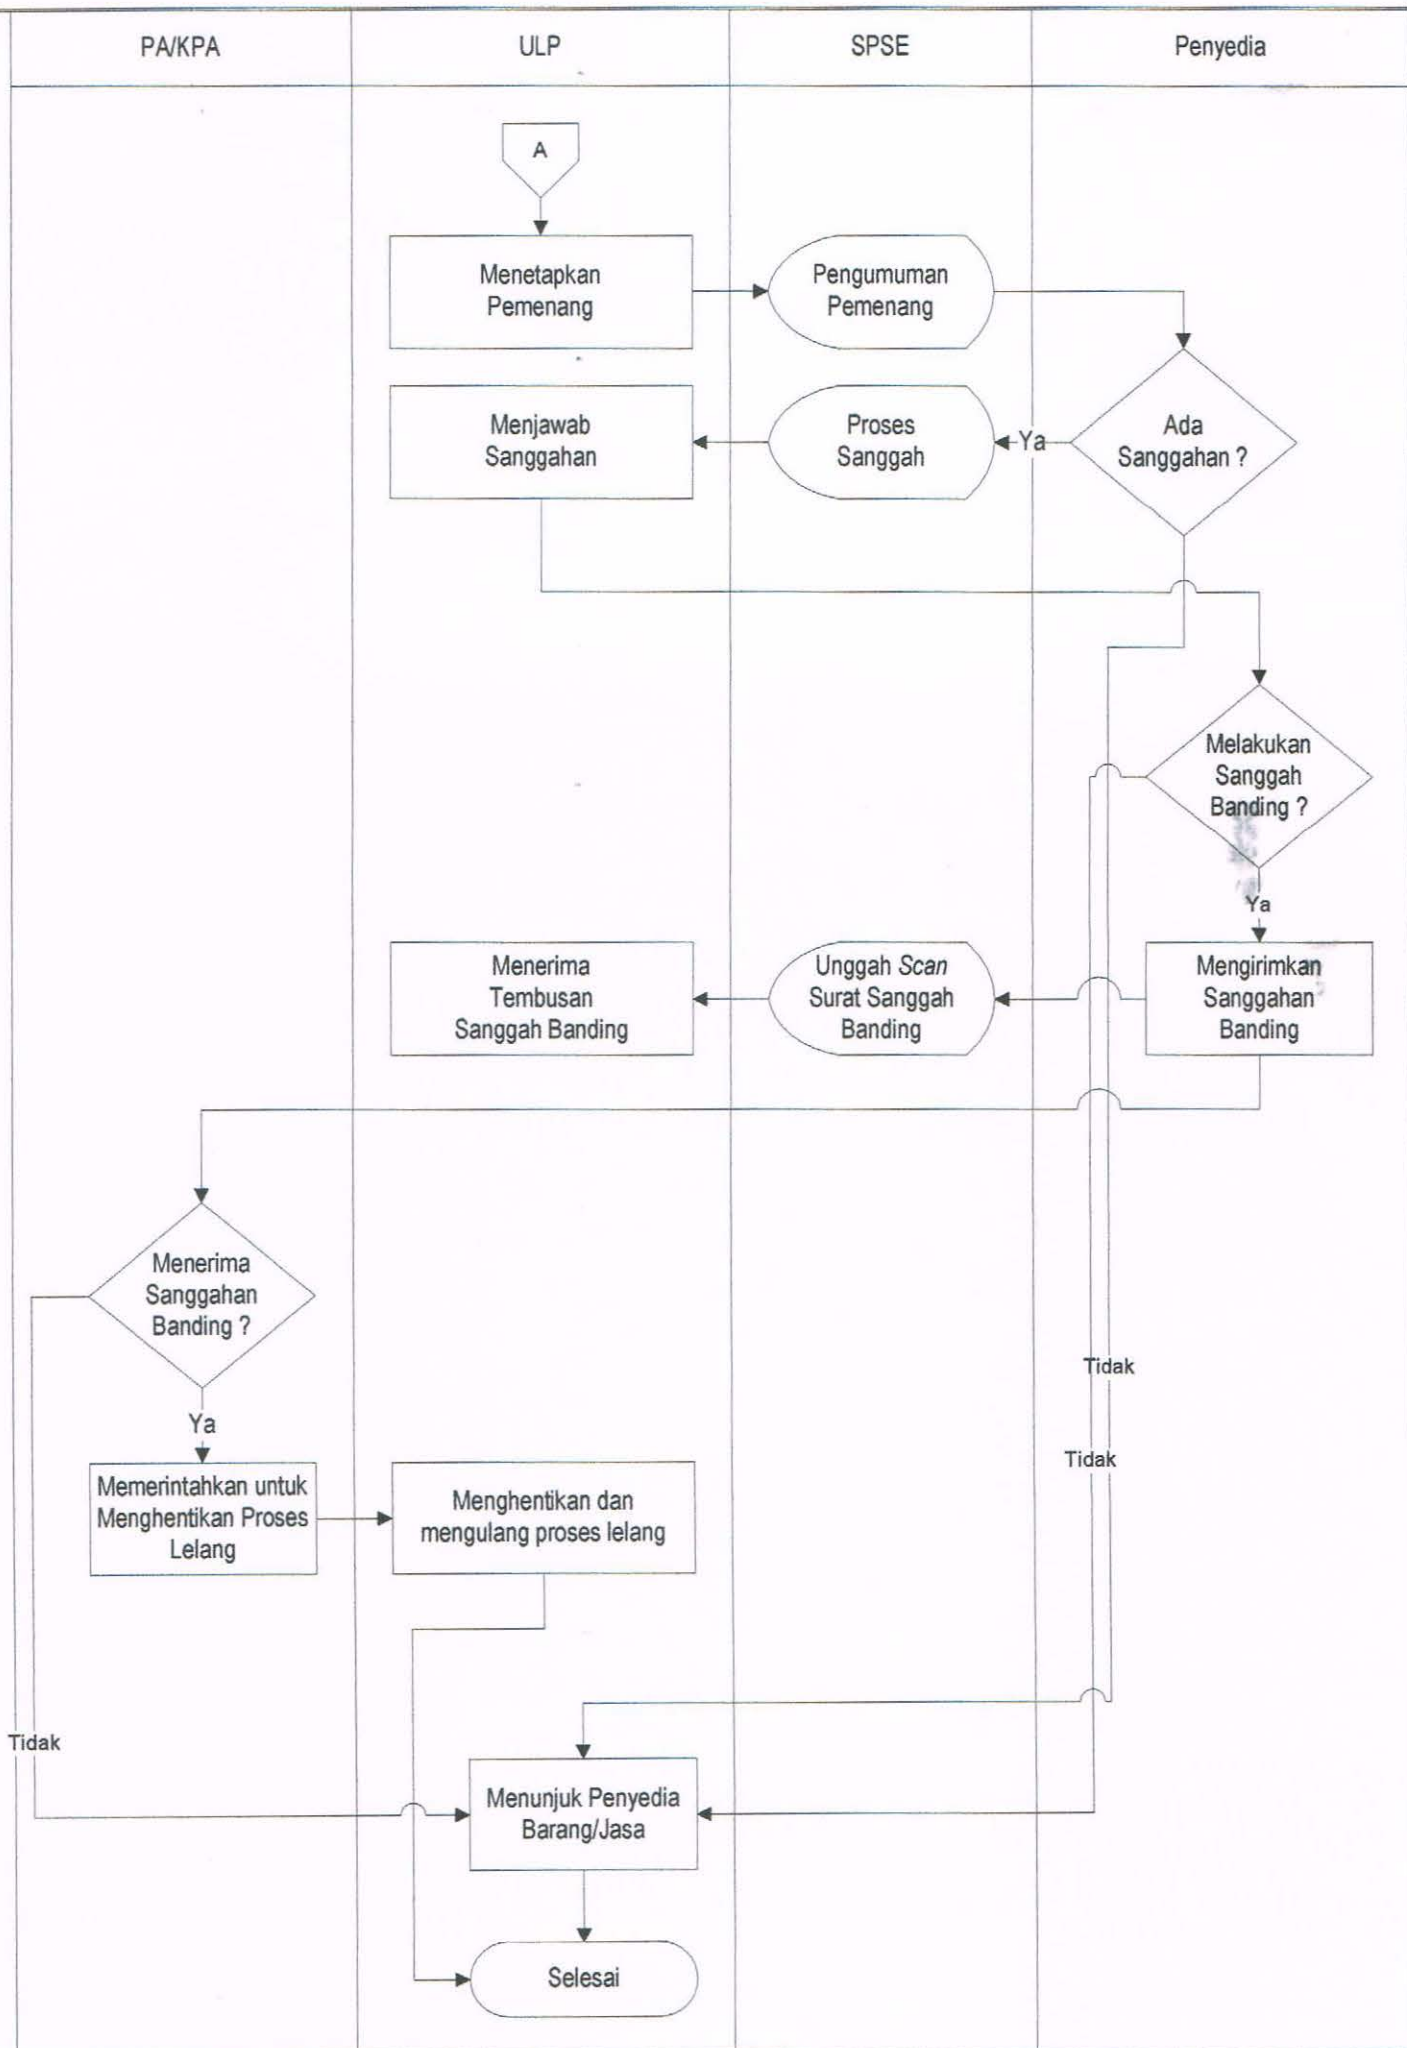 PA/KPA
ULP
SPSE
Penyedia
A
Menetapkan
Pemenang
Pengumuman
Pemenang
Menjawab
Sanggahan
Proses
Sanggah
Ya
Ada
Sanggahan ?
Melakukan
Sanggah
Banding ?
Ya
Menerima
Tembusan
Sanggah Banding
Unggah Scan
Surat Sanggah
Banding
Mengirimkan
Sanggahan
Banding
Menerima
Sanggahan
Banding ?
Tidak
Ya
Tidak
Memerintahkan untuk
Menghentikan Proses
Lelang
Menghentikan dan
mengulang proses lelang
Tidak
Menunjuk Penyedia
Barang/Jasa
Selesai